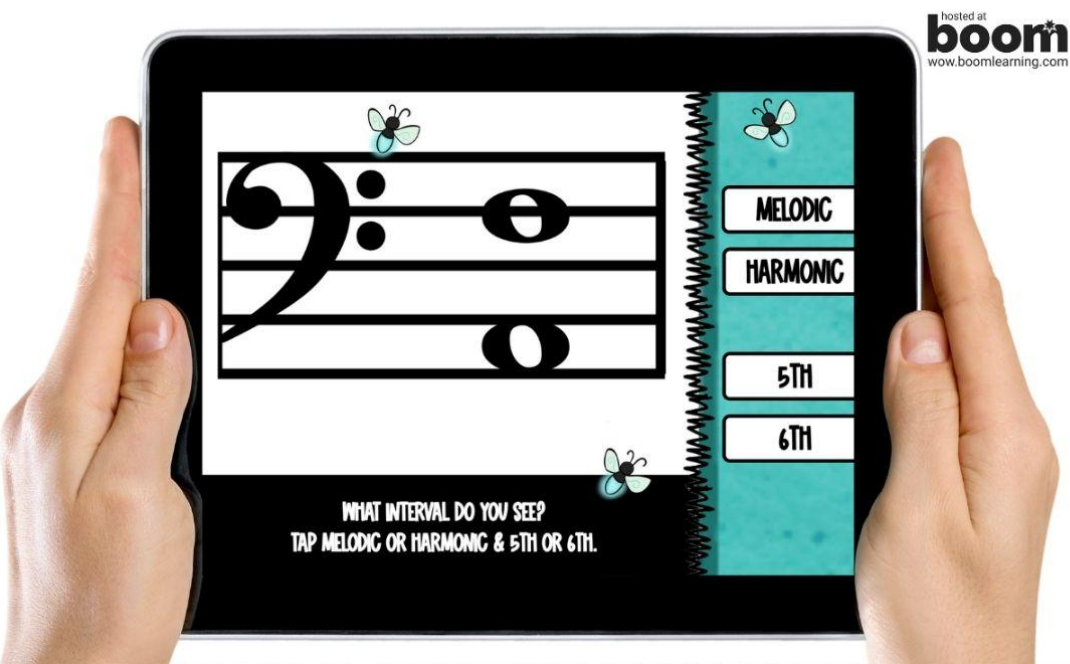 hosted at
boom
wow.boomlearning.com
MELODIC
HARMONIC
5TH
6TH
WHAT INTERVAL DO YOU SEE?
TAP MELODIC OR HARMONIC & 5TH OR 6TH.